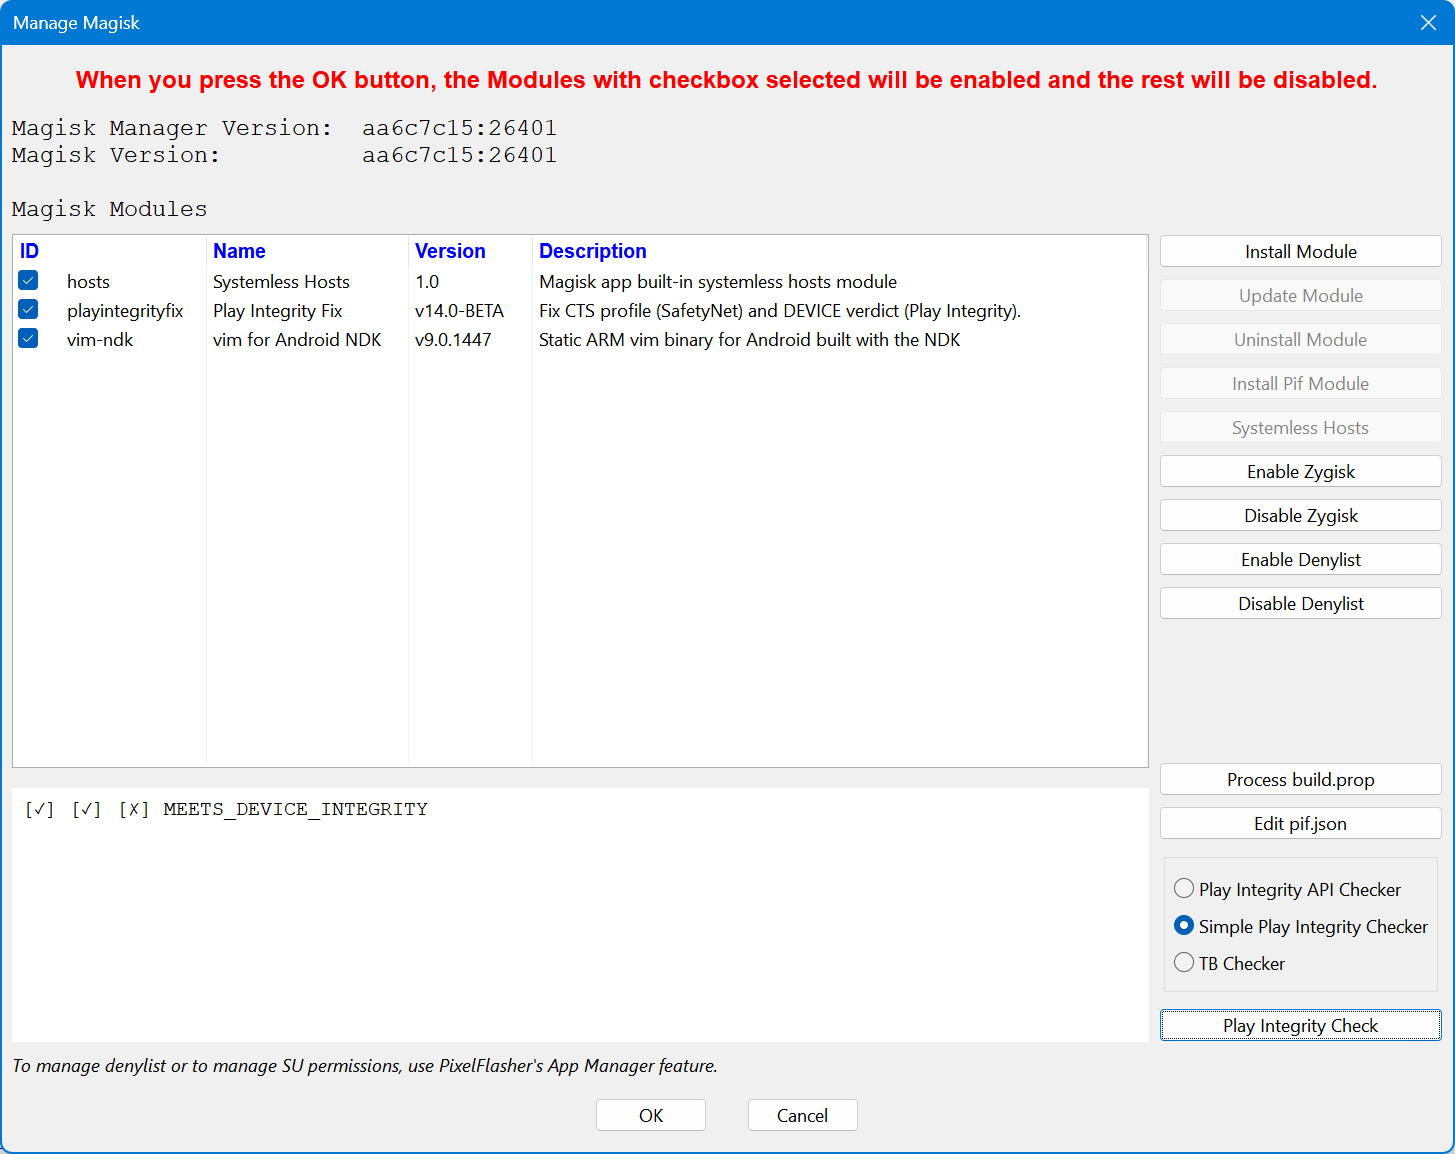 Manage Magisk
When you press the OK button, the Modules with checkbox selected will be enabled and the rest will be disabled.
Magisk Manager Version: aa6c7c15:26401
Magisk Version: aa6c7c15:26401
Magisk Modules
ID Name Version Description
hosts Systemless Hosts 1.0 Magisk app built-in systemless hosts module
playintegrityfix Play Integrity Fix v14.0-BETA Fix CTS profile (SafetyNet) and DEVICE verdict (Play Integrity).
vim-ndk vim for Android NDK v9.0.1447 Static ARM vim binary for Android built with the NDK
Install Module
Update Module
Uninstall Module
Install Pif Module
Systemless Hosts
Enable Zygisk
Disable Zygisk
Enable Denylist
Disable Denylist
Process build.prop
Edit pif.json
[✓] [✓] [✗] MEETS_DEVICE_INTEGRITY
Play Integrity API Checker
Simple Play Integrity Checker
TB Checker
Play Integrity Check
To manage denylist or to manage SU permissions, use PixelFlasher's App Manager feature.
OK Cancel